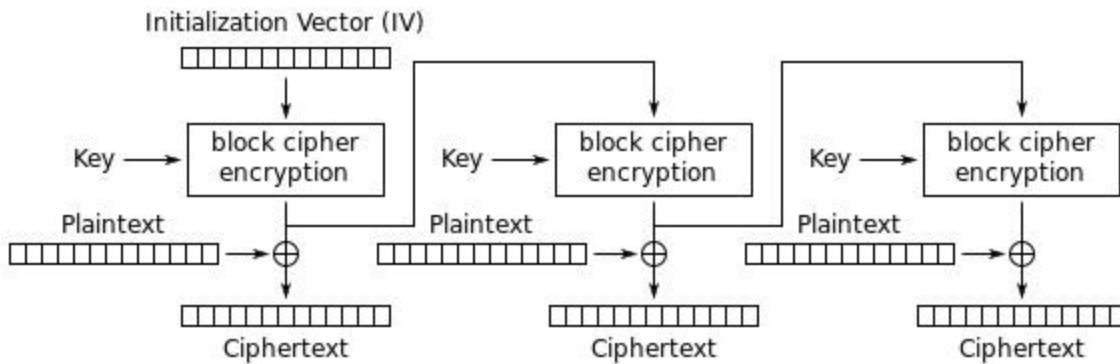 Initialization Vector (IV)
Key
block cipher
encryption
Key
block cipher
encryption
Key
block cipher
encryption
Plaintext
Plaintext
Plaintext
Ciphertext
Ciphertext
Ciphertext